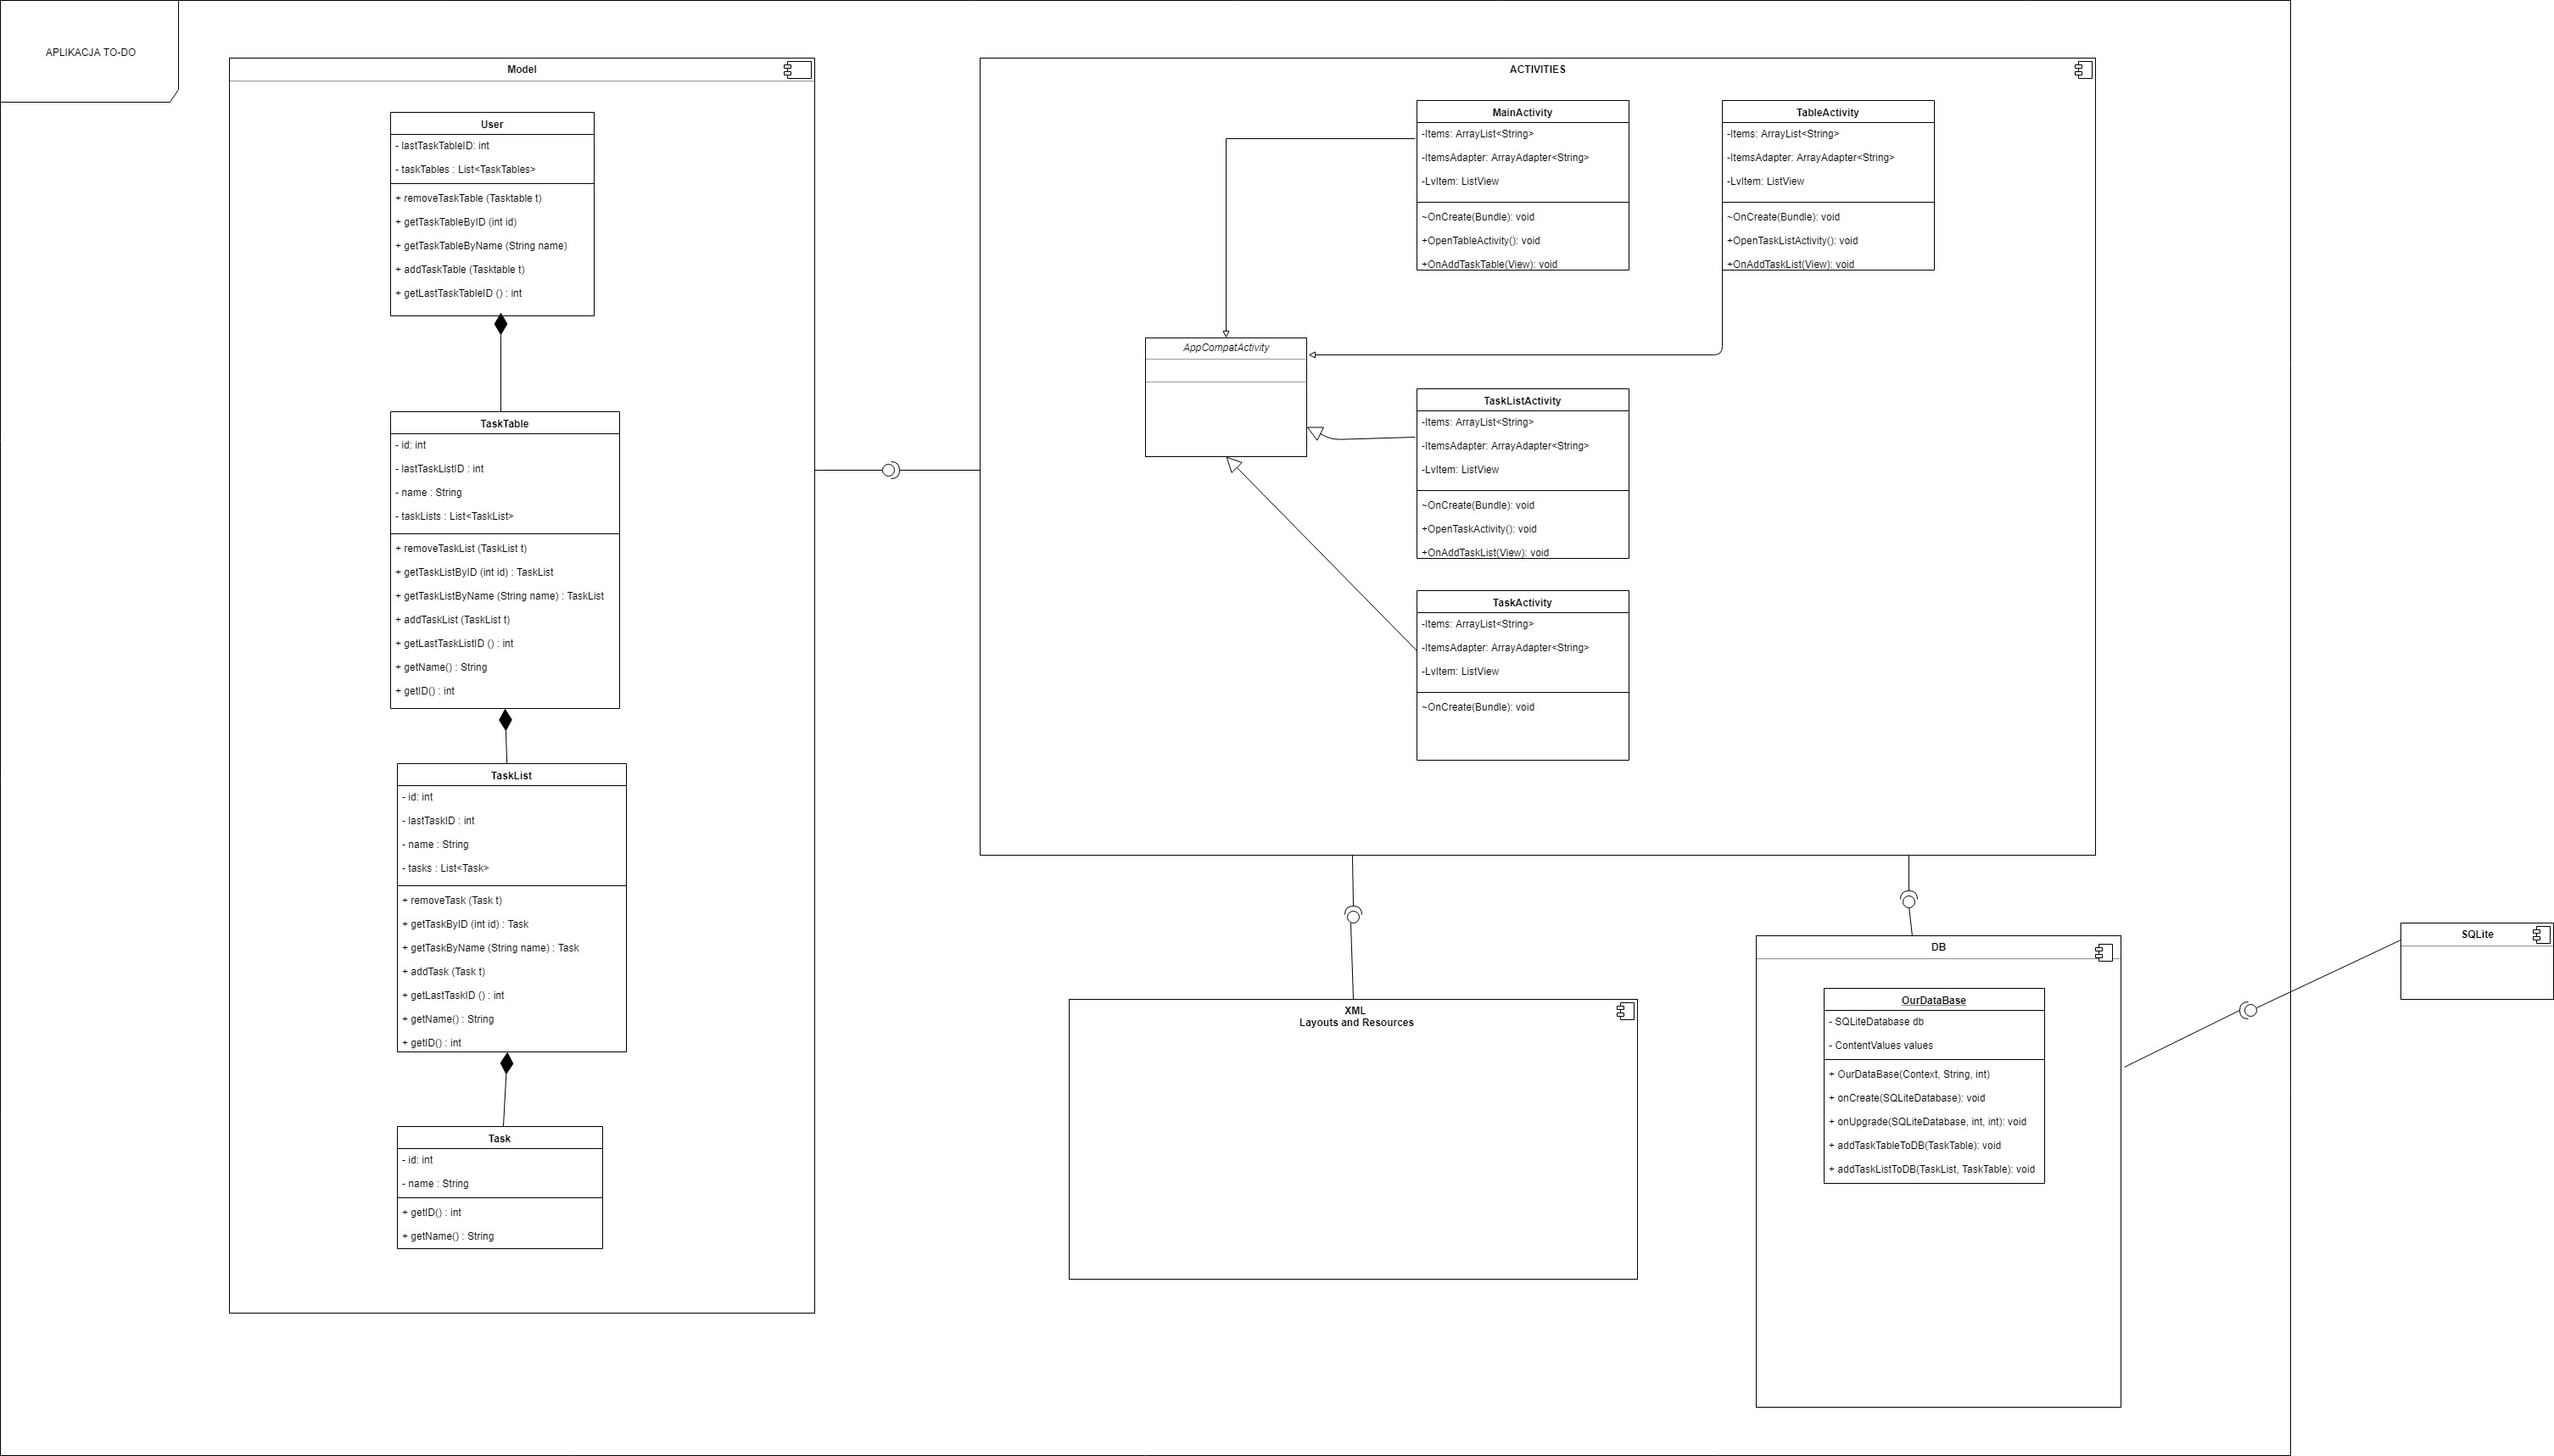 APLIKACJA TO-DO
Model
User
- lastTaskTableID: int
- taskTables : List<TaskTables>
+ removeTaskTable (Tasktable t)
+ getTaskTableByID (int id)
+ getTaskTableByName (String name)
+ addTaskTable (Tasktable t)
+ getLastTaskTableID () : int
TaskTable
- id: int
- lastTaskListID : int
- name : String
- taskLists : List<TaskList>
+ removeTaskList (TaskList t)
+ getTaskListByID (int id) : TaskList
+ getTaskListByName (String name) : TaskList
+ addTaskList (TaskList t)
+ getLastTaskListID () : int
+ getName() : String
+ getID() : int
TaskList
- id: int
- lastTaskID : int
- name : String
- tasks : List<Task>
+ removeTask (Task t)
+ getTaskByID (int id) : Task
+ getTaskByName (String name) : Task
+ addTask (Task t)
+ getLastTaskID () : int
+ getName() : String
+ getID() : int
Task
- id: int
- name : String
+ getID() : int
+ getName() : String
ACTIVITIES
MainActivity
-Items: ArrayList<String>
-ItemsAdapter: ArrayAdapter<String>
-LvItem: ListView
~OnCreate(Bundle): void
+OpenTableActivity(): void
+OnAddTaskTable(View): void
TableActivity
-Items: ArrayList<String>
-ItemsAdapter: ArrayAdapter<String>
-LvItem: ListView
~OnCreate(Bundle): void
+OpenTaskListActivity(): void
+OnAddTaskList(View): void
AppCompatActivity
TaskListActivity
-Items: ArrayList<String>
-ItemsAdapter: ArrayAdapter<String>
-LvItem: ListView
~OnCreate(Bundle): void
+OpenTaskActivity(): void
+OnAddTaskList(View): void
TaskActivity
-Items: ArrayList<String>
-ItemsAdapter: ArrayAdapter<String>
-LvItem: ListView
~OnCreate(Bundle): void
XML
Layouts and Resources
DB
OurDataBase
- SQLiteDatabase db
- ContentValues values
+ OurDataBase(Context, String, int)
+ onCreate(SQLiteDatabase): void
+ onUpgrade(SQLiteDatabase, int, int): void
+ addTaskTableToDB(TaskTable): void
+ addTaskListToDB(TaskList, TaskTable): void
SQLite